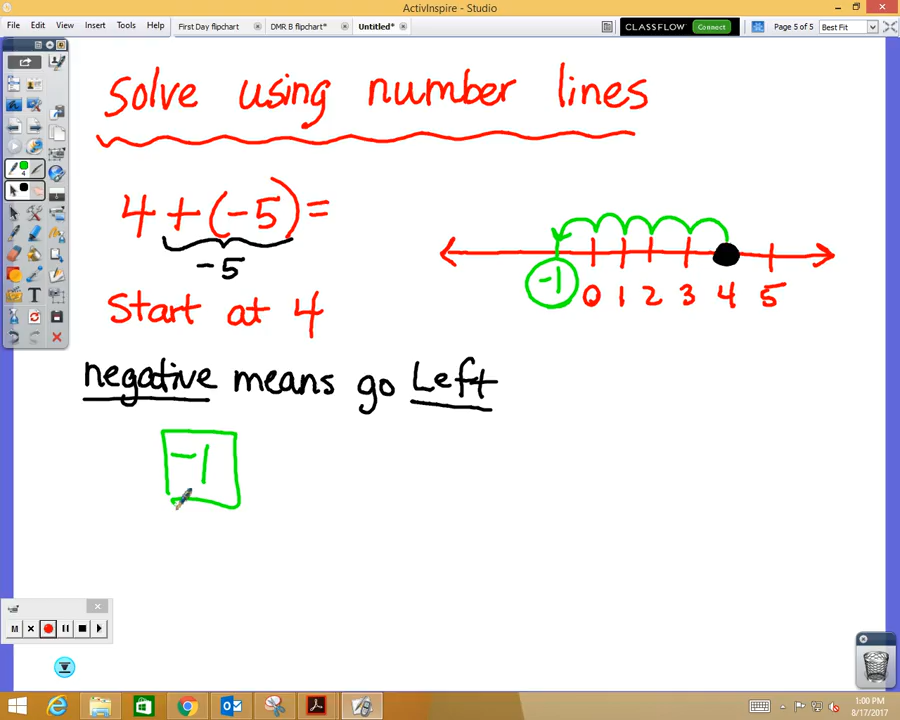 ActivInspire - Studio
File Edit View Insert Tools Help
First Day flipchart DMR B flipchart* Untitled*
CLASSFLOW Connect Page 5 of 5 Best Fit
Solve using number lines
4 + (-5) =
-5
-1 0 1 2 3 4 5
Start at 4
negative means go Left
-1
4
T
M
1:00 PM
8/17/2017